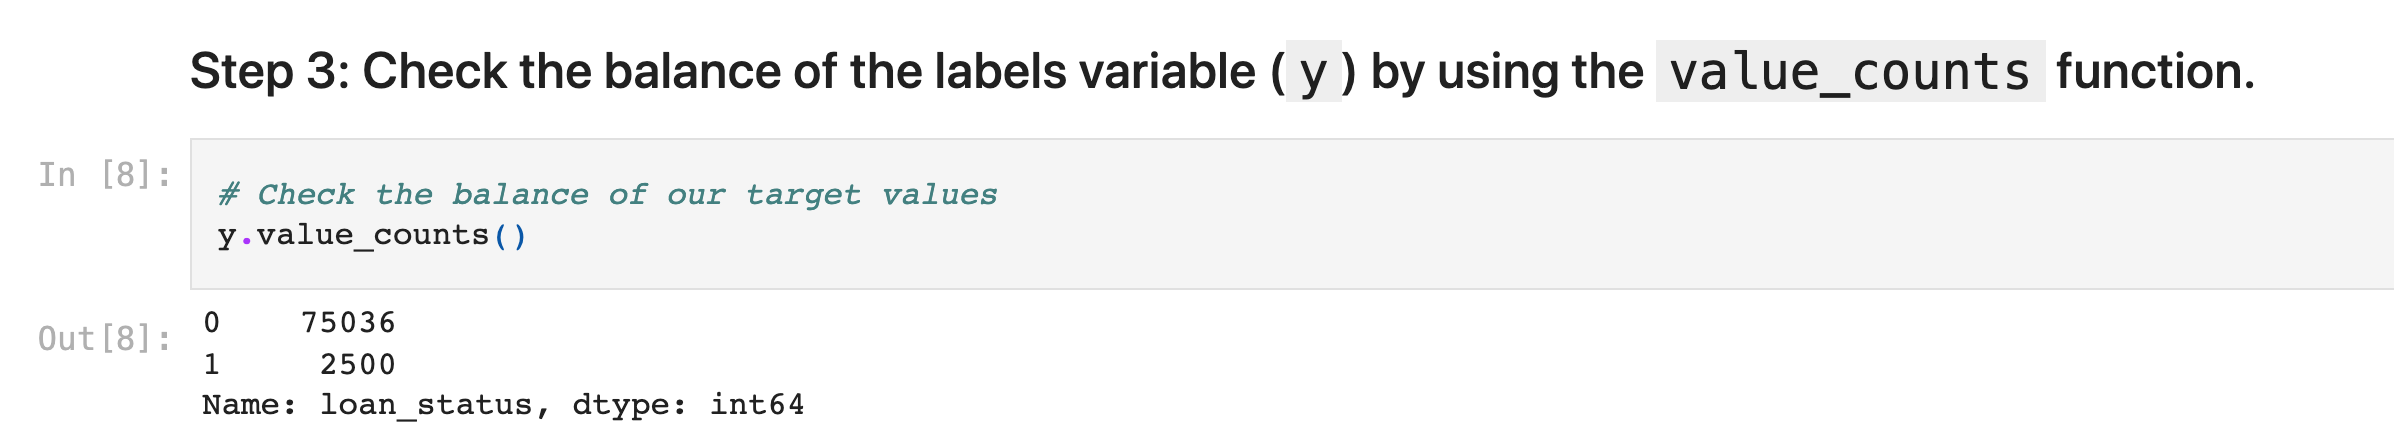 Step 3: Check the balance of the labels variable ( y ) by using the value_counts function.
In [8]:
# Check the balance of our target values
y.value_counts()
Out[8]:
0    75036
1     2500
Name: loan_status, dtype: int64